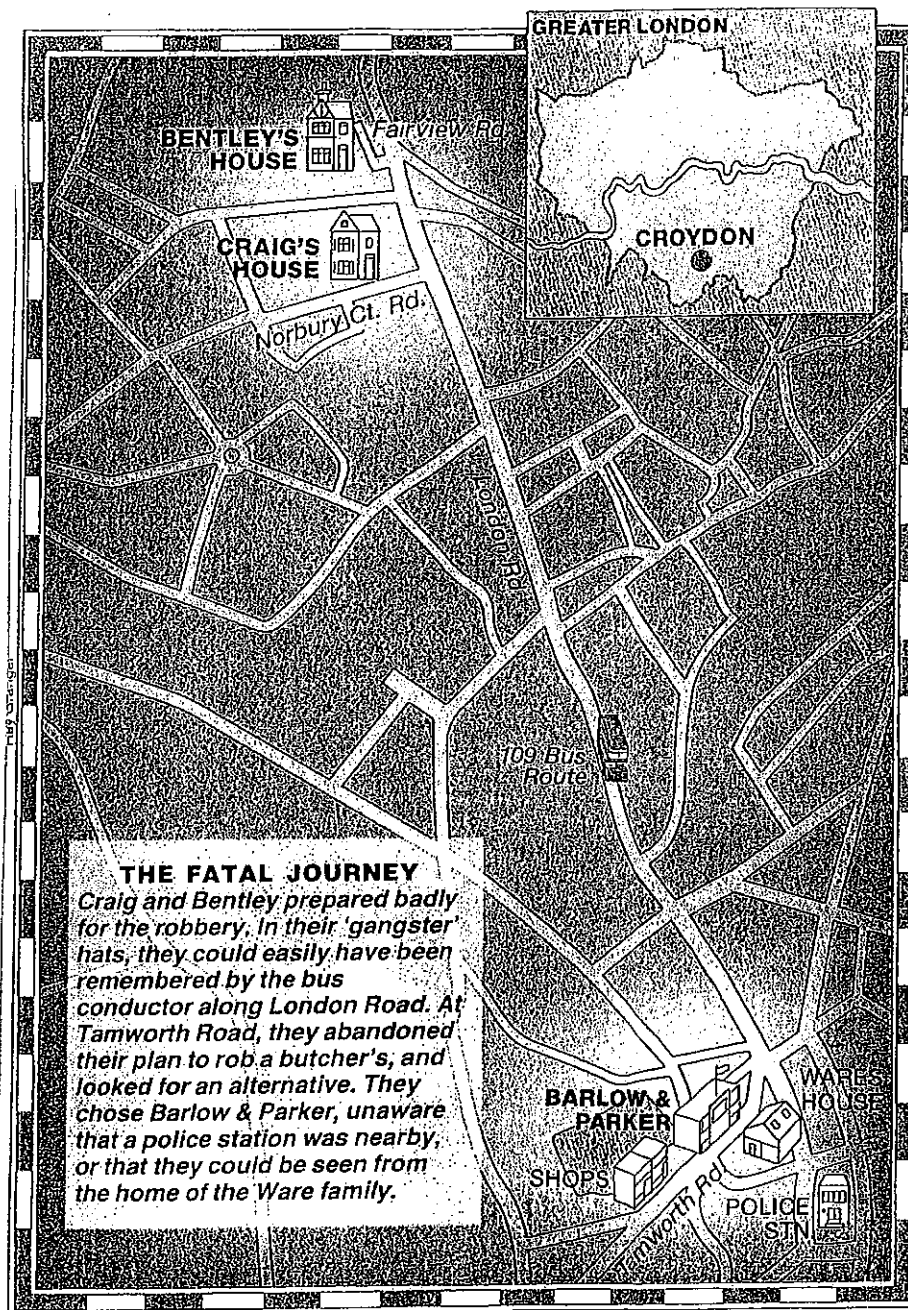 GREATER LONDON
CROYDON
BENTLEY'S
HOUSE
Fairview Rd.
CRAIG'S
HOUSE
Norbury Ct. Rd.
London Rd
109 Bus
Route
THE FATAL JOURNEY
Craig and Bentley prepared badly
for the robbery. In their 'gangster'
hats, they could easily have been
remembered by the bus
conductor along London Road. At
Tamworth Road, they abandoned
their plan to rob a butcher's, and
looked for an alternative. They
chose Barlow & Parker, unaware
that a police station was nearby,
or that they could be seen from
the home of the Ware family.
BARLOW &
PARKER
WARES
HOUSE
SHOPS
mworth Rd.
POLICE
STN